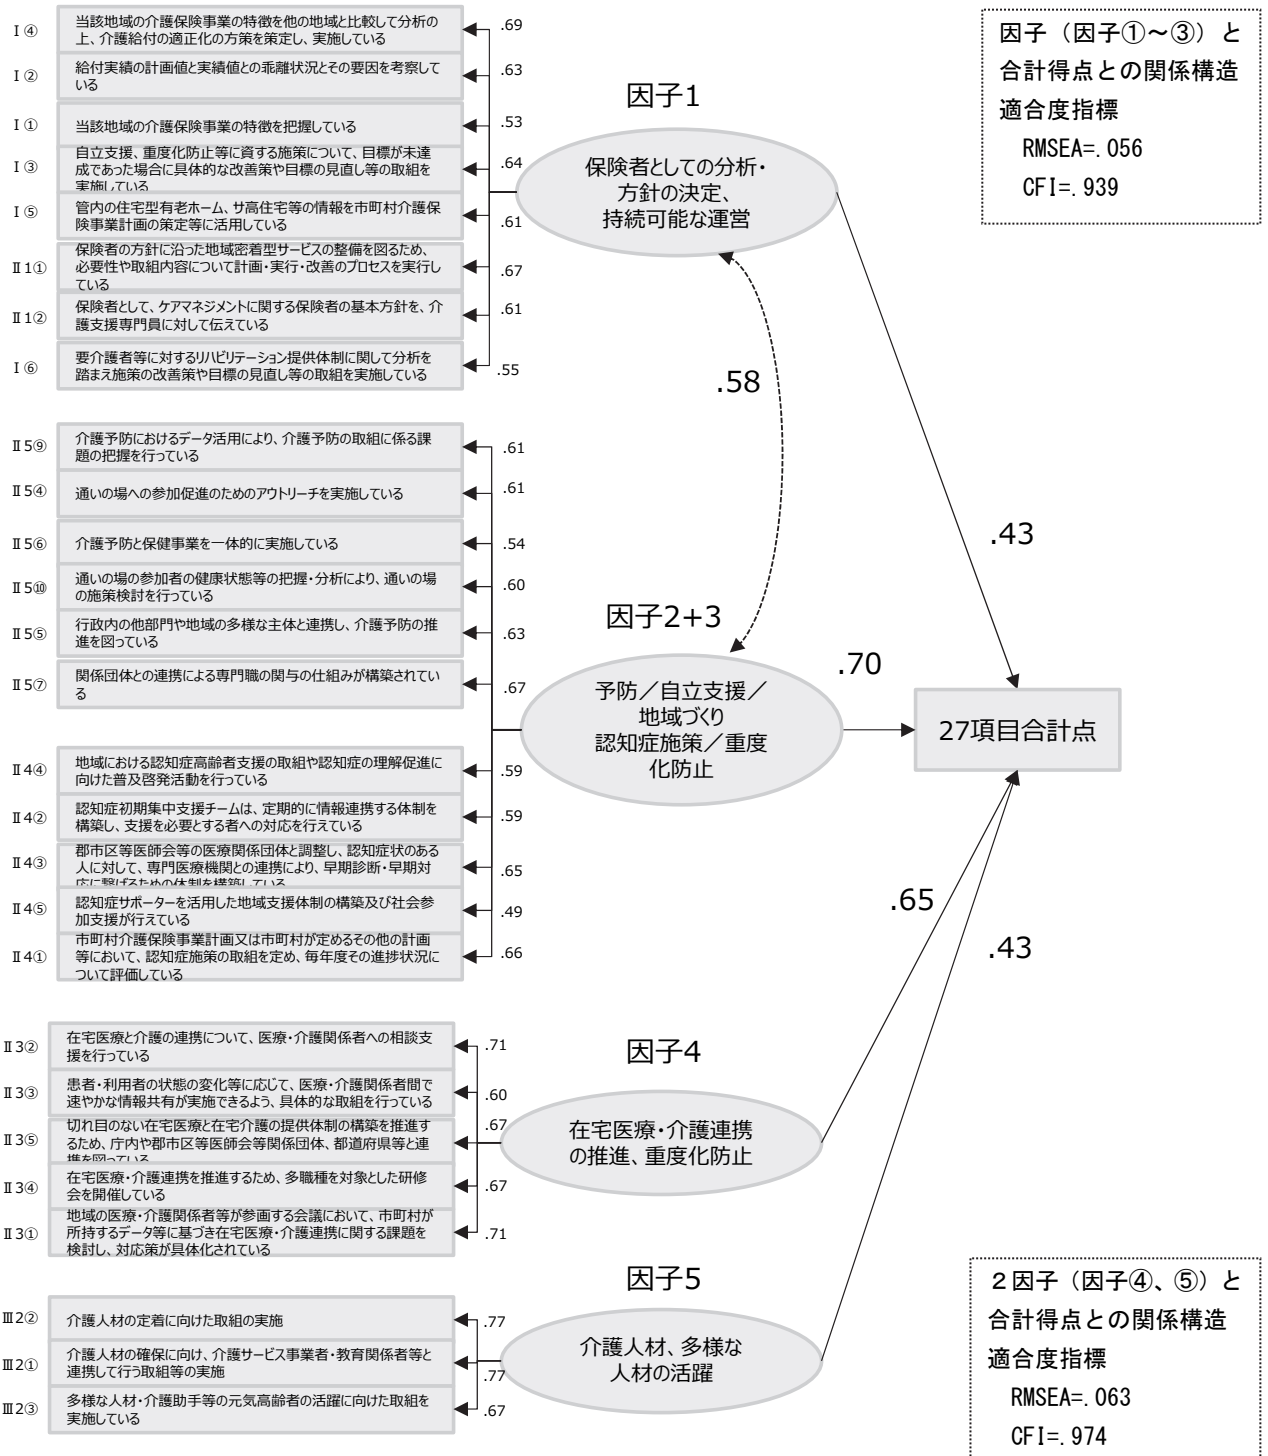 I ④
当該地域の介護保険事業の特徴を他の地域と比較して分析の
上、介護給付の適正化の方策を策定し、実施している
.69
I ②
給付実績の計画値と実績値との乖離状況とその要因を考察して
いる
.63
I ①
当該地域の介護保険事業の特徴を把握している
.53
I ③
自立支援、重度化防止等に資する施策について、目標が未達
成であった場合に具体的な改善策や目標の見直し等の取組を
実施している
.64
I ⑤
管内の住宅型有老ホーム、サ高住宅等の情報を市町村介護保
険事業計画の策定等に活用している
.61
Ⅱ1①
保険者の方針に沿った地域密着型サービスの整備を図るため、
必要性や取組内容について計画・実行・改善のプロセスを実行し
ている
.67
Ⅱ1②
保険者として、ケアマネジメントに関する保険者の基本方針を、介
護支援専門員に対して伝えている
.61
I ⑥
要介護者等に対するリハビリテーション提供体制に関して分析を
踏まえ施策の改善策や目標の見直し等の取組を実施している
.55
因子1
保険者としての分析・
方針の決定、
持続可能な運営
因子（因子①～③）と
合計得点との関係構造
適合度指標
RMSEA=.056
CFI=.939
.58
.43
Ⅱ5⑨
介護予防におけるデータ活用により、介護予防の取組に係る課
題の把握を行っている
.61
Ⅱ5④
通いの場への参加促進のためのアウトリーチを実施している
.61
Ⅱ5⑥
介護予防と保健事業を一体的に実施している
.54
Ⅱ5⑩
通いの場の参加者の健康状態等の把握・分析により、通いの場
の施策検討を行っている
.60
Ⅱ5⑤
行政内の他部門や地域の多様な主体と連携し、介護予防の推
進を図っている
.63
Ⅱ5⑦
関係団体との連携による専門職の関与の仕組みが構築されてい
る
.67
因子2+3
予防／自立支援／
地域づくり
認知症施策／重度
化防止
.70
27項目合計点
Ⅱ4④
地域における認知症高齢者支援の取組や認知症の理解促進に
向けた普及啓発活動を行っている
.59
Ⅱ4②
認知症初期集中支援チームは、定期的に情報連携する体制を
構築し、支援を必要とする者への対応を行えている
.59
Ⅱ4③
郡市区等医師会等の医療関係団体と調整し、認知症状のある
人に対して、専門医療機関との連携により、早期診断・早期対
応に繋げるための体制を構築している
.65
Ⅱ4⑤
認知症サポーターを活用した地域支援体制の構築及び社会参
加支援が行えている
.49
Ⅱ4①
市町村介護保険事業計画又は市町村が定めるその他の計画
等において、認知症施策の取組を定め、毎年度その進捗状況に
ついて評価している
.66
.65
.43
Ⅱ3②
在宅医療と介護の連携について、医療・介護関係者への相談支
援を行っている
.71
Ⅱ3③
患者・利用者の状態の変化等に応じて、医療・介護関係者間で
速やかな情報共有が実施できるよう、具体的な取組を行っている
.60
Ⅱ3⑤
切れ目のない在宅医療と在宅介護の提供体制の構築を推進す
るため、庁内や郡市区等医師会等関係団体、都道府県等と連
携を図っている
.67
Ⅱ3④
在宅医療・介護連携を推進するため、多職種を対象とした研修
会を開催している
.67
Ⅱ3①
地域の医療・介護関係者等が参画する会議において、市町村が
所持するデータ等に基づき在宅医療・介護連携に関する課題を
検討し、対応策が具体化されている
.71
因子4
在宅医療・介護連携
の推進、重度化防止
Ⅲ2②
介護人材の定着に向けた取組の実施
.77
Ⅲ2①
介護人材の確保に向け、介護サービス事業者・教育関係者等と
連携して行う取組等の実施
.77
Ⅲ2③
多様な人材・介護助手等の元気高齢者の活躍に向けた取組を
実施している
.67
因子5
介護人材、多様な
人材の活躍
２因子（因子④、⑤）と
合計得点との関係構造
適合度指標
RMSEA=.063
CFI=.974